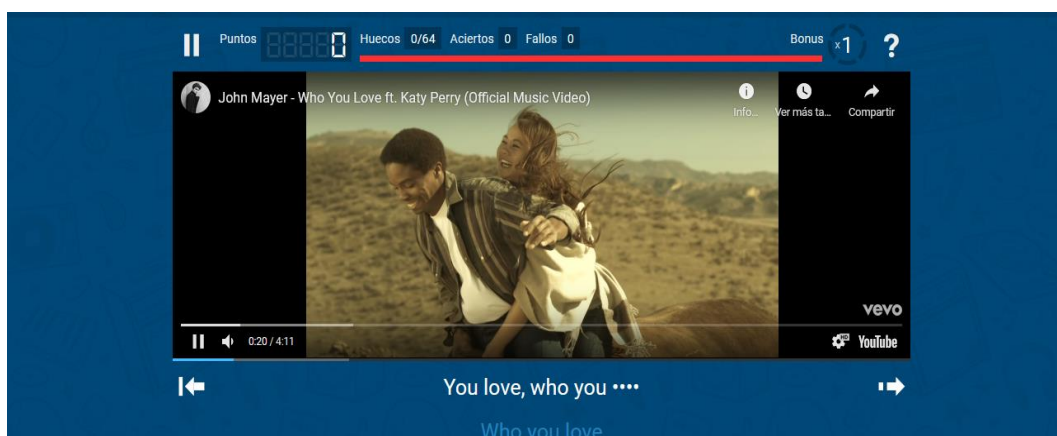 Puntos 0 Huecos 0/64 Aciertos 0 Fallos 0 Bonus x1 ?
John Mayer - Who You Love ft. Katy Perry (Official Music Video)
Info... Ver más ta... Compartir
vevo
0:20 / 4:11 HD YouTube
You love, who you ••••
Who you love